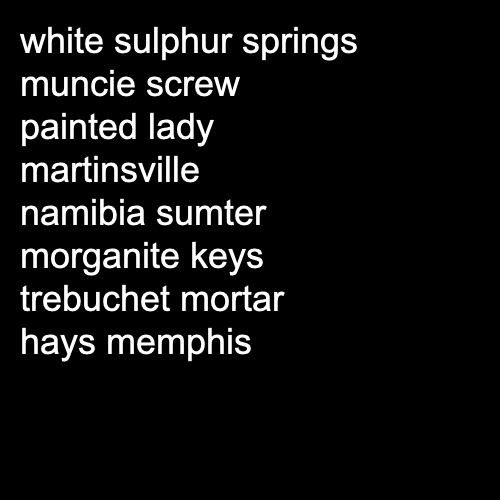 white sulphur springs
muncie screw
painted lady
martinsville
namibia sumter
morganite keys
trebuchet mortar
hays memphis